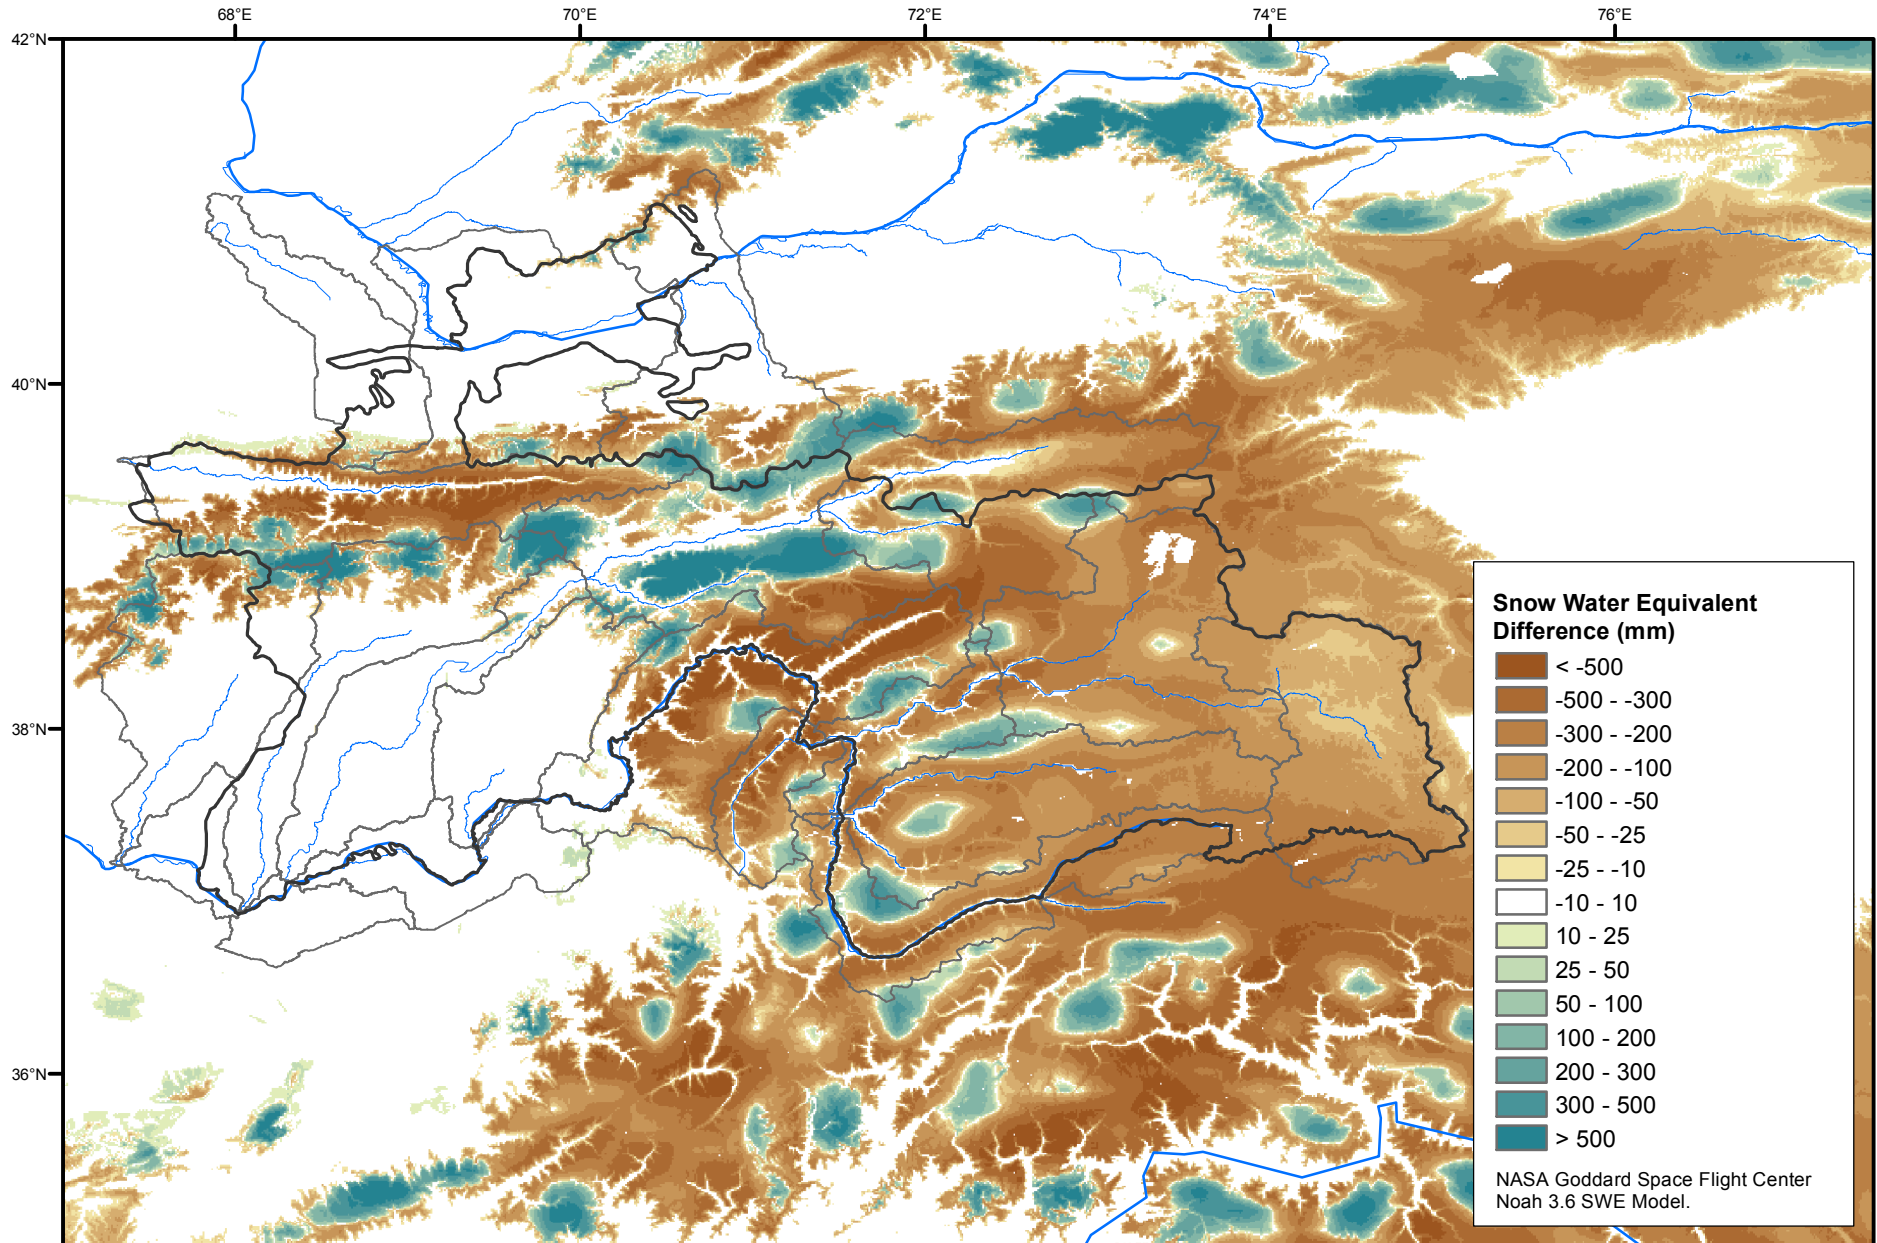 68°E 70°E 72°E 74°E 76°E
42°N
40°N
38°N
36°N
Snow Water Equivalent
Difference (mm)
< -500
-500 - -300
-300 - -200
-200 - -100
-100 - -50
-50 - -25
-25 - -10
-10 - 10
10 - 25
25 - 50
50 - 100
100 - 200
200 - 300
300 - 500
> 500
NASA Goddard Space Flight Center
Noah 3.6 SWE Model.